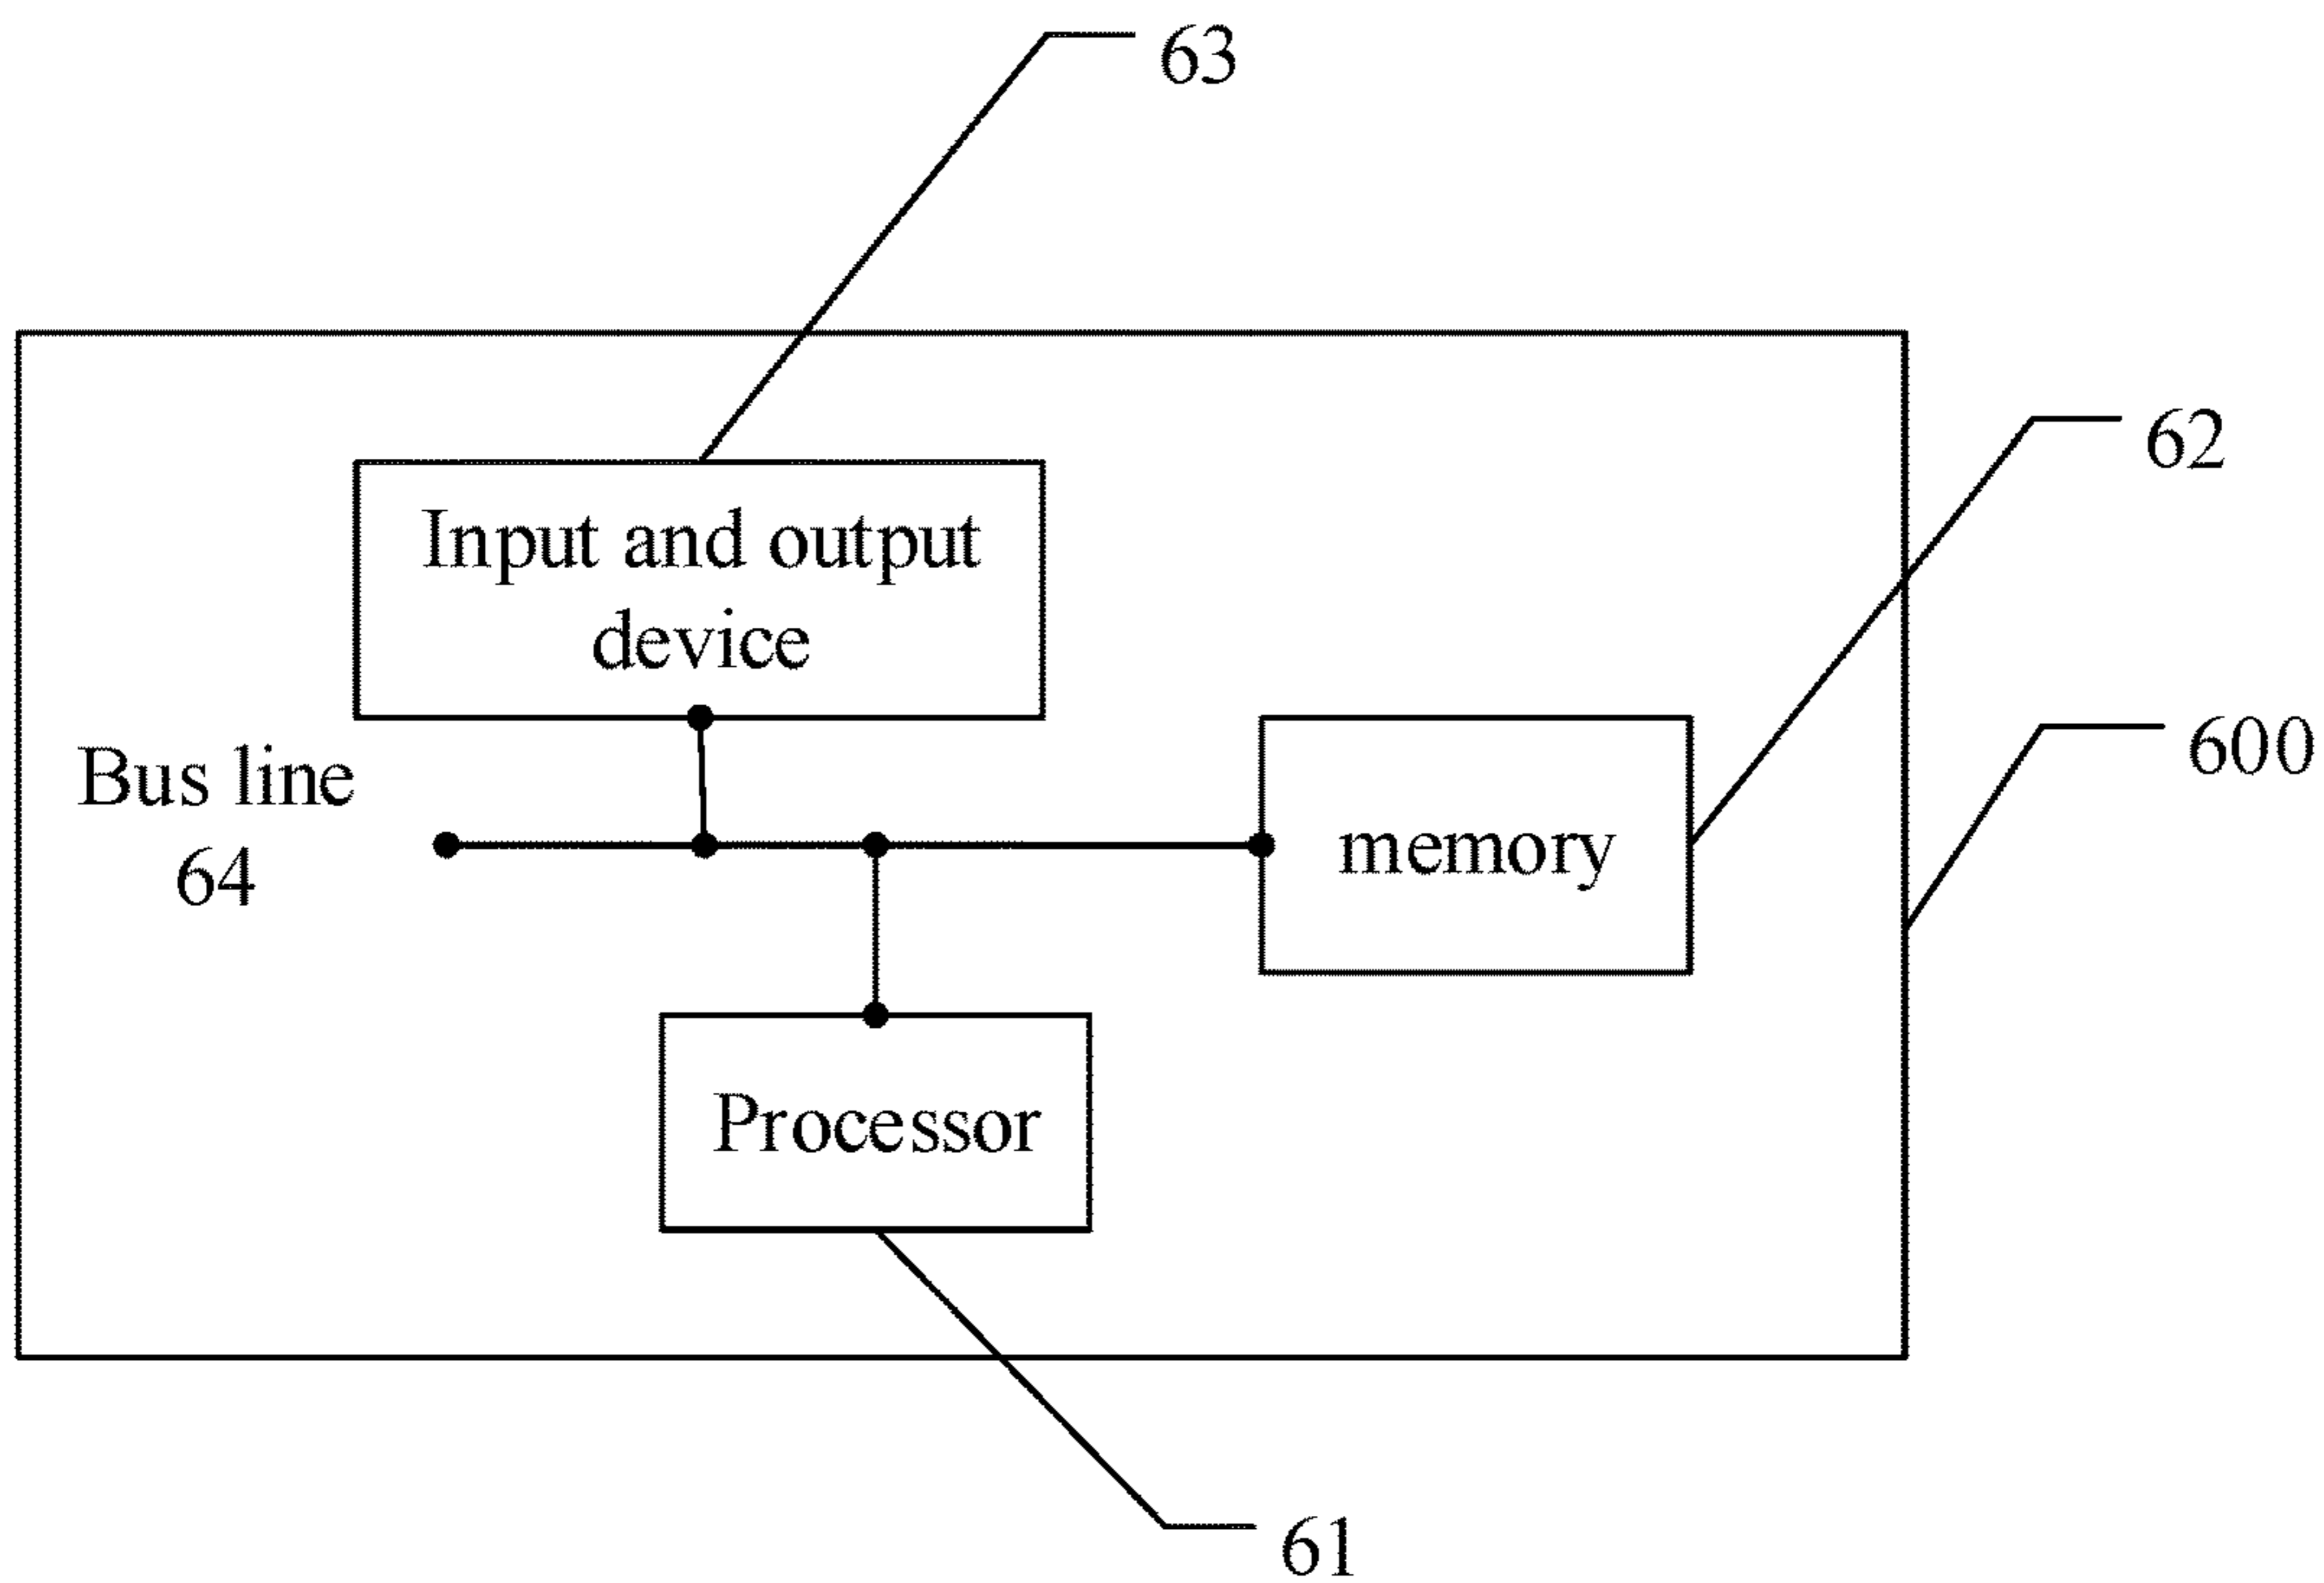 63
62
Input and output
device
600
Bus line
64
memory
Processor
61